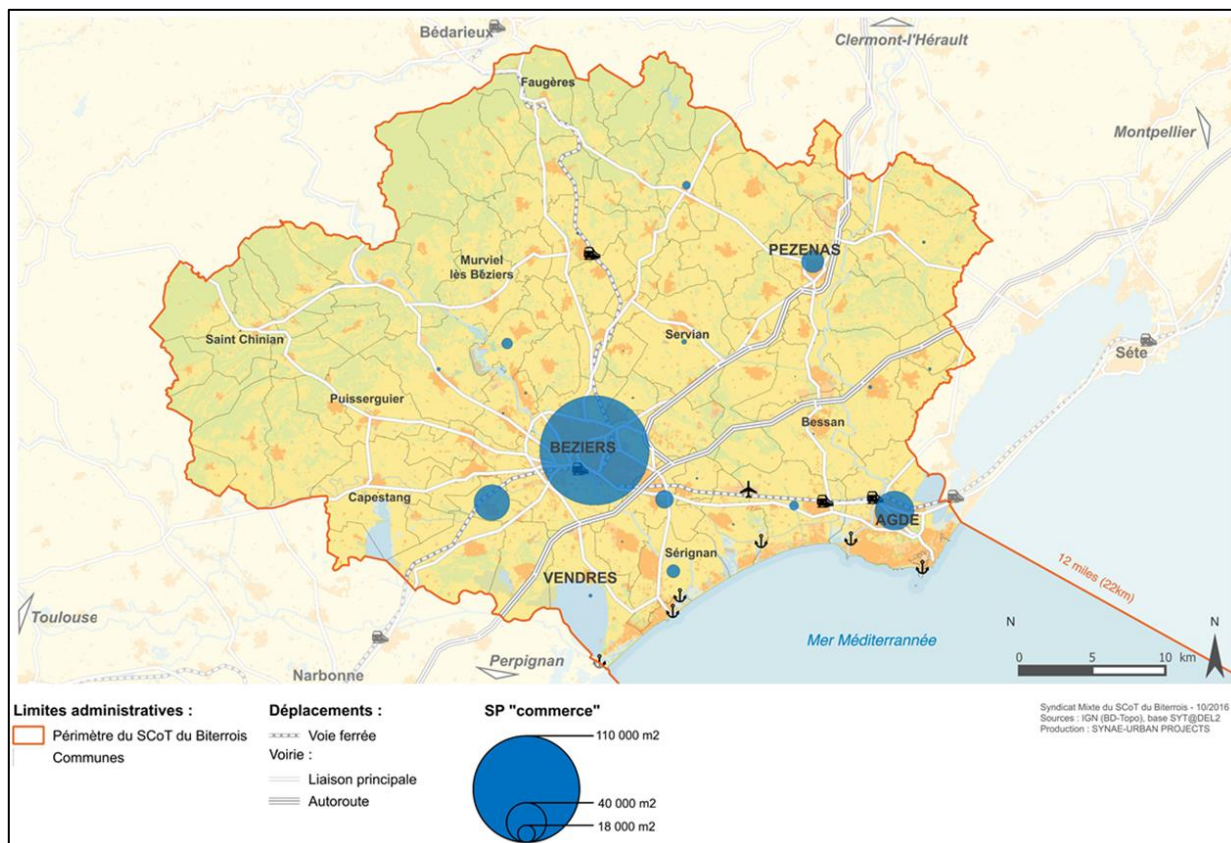 Bédarieux
Clermont-l'Hérault
Faugères
Montpellier
PEZENAS
Murviel
lès Béziers
Saint Chinian
Servian
Séte
Puisserguier
Bessan
BEZIERS
Capestang
AGDE
Sérignan
VENDRES
12 miles (22km)
Toulouse
Mer Méditerrannée
N
N
Perpignan
Narbonne
0 5 10 km
Limites administratives :
Périmètre du SCoT du Biterrois
Communes
Déplacements :
Voie ferrée
Voirie :
Liaison principale
Autoroute
SP "commerce"
110 000 m2
40 000 m2
18 000 m2
Syndicat Mixte du SCoT du Biterrois - 10/2016
Sources : IGN (BD-Topo), base SYT@DEL2
Production : SYNAE-URBAN PROJECTS